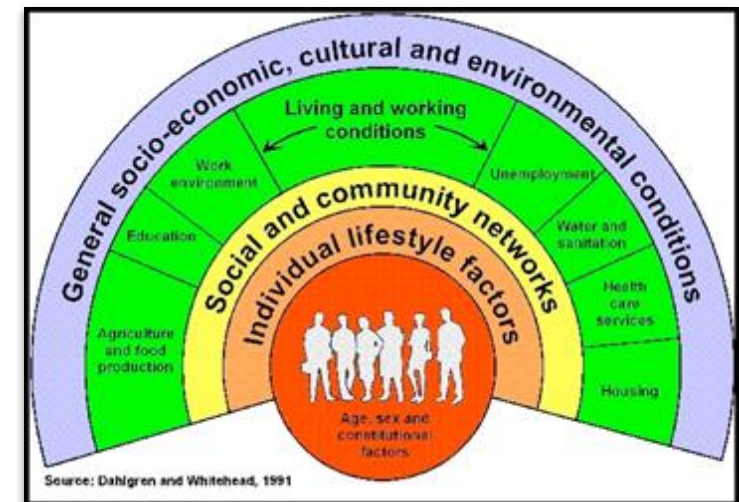 General socio-economic, cultural and environmental conditions
Living and working
conditions
Work
environment
Unemployment
Education
Water and
sanitation
Agriculture
and food
production
Health
care
services
Housing
Social and community networks
Individual lifestyle factors
Age, sex and
constitutional
factors
Source: Dahlgren and Whitehead, 1991